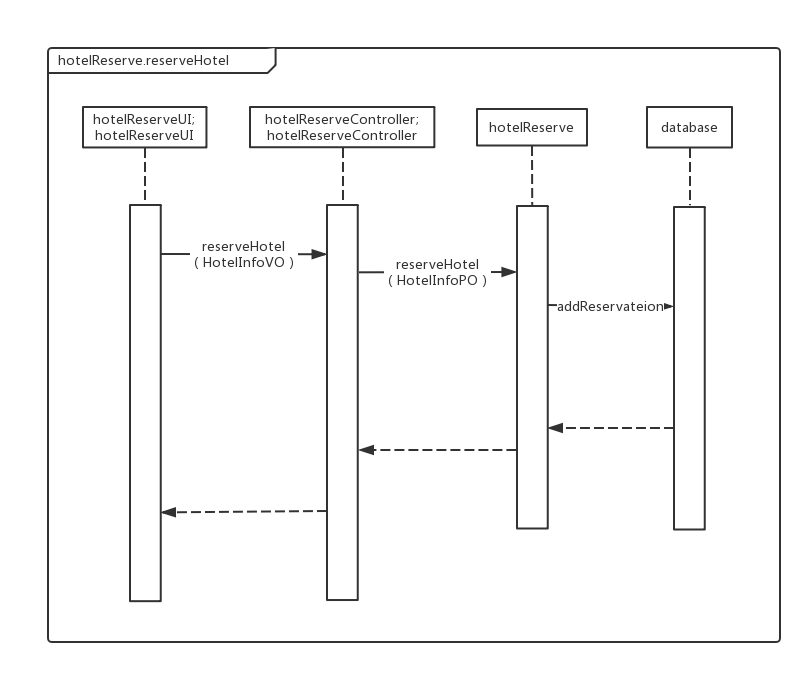 hotelReserve.reserveHotel
hotelReserveUI;
hotelReserveUI
hotelReserveController;
hotelReserveController
hotelReserve
database
reserveHotel
( HotelInfoVO )
reserveHotel
( HotelInfoPO )
addReservateion